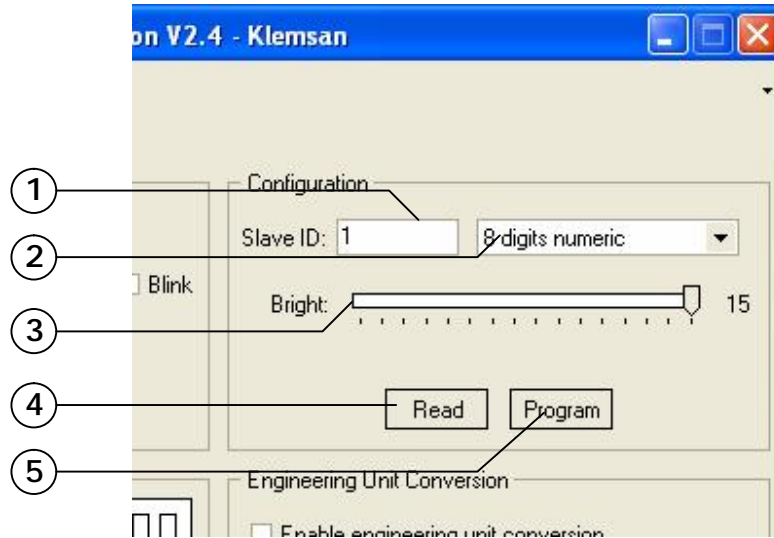 on V2.4 - Klemsan
1
Configuration
Slave ID: 1 8 digits numeric
2
Blink
Bright: 15
3
4
Read Program
5
Engineering Unit Conversion
Enable engineering unit conversion